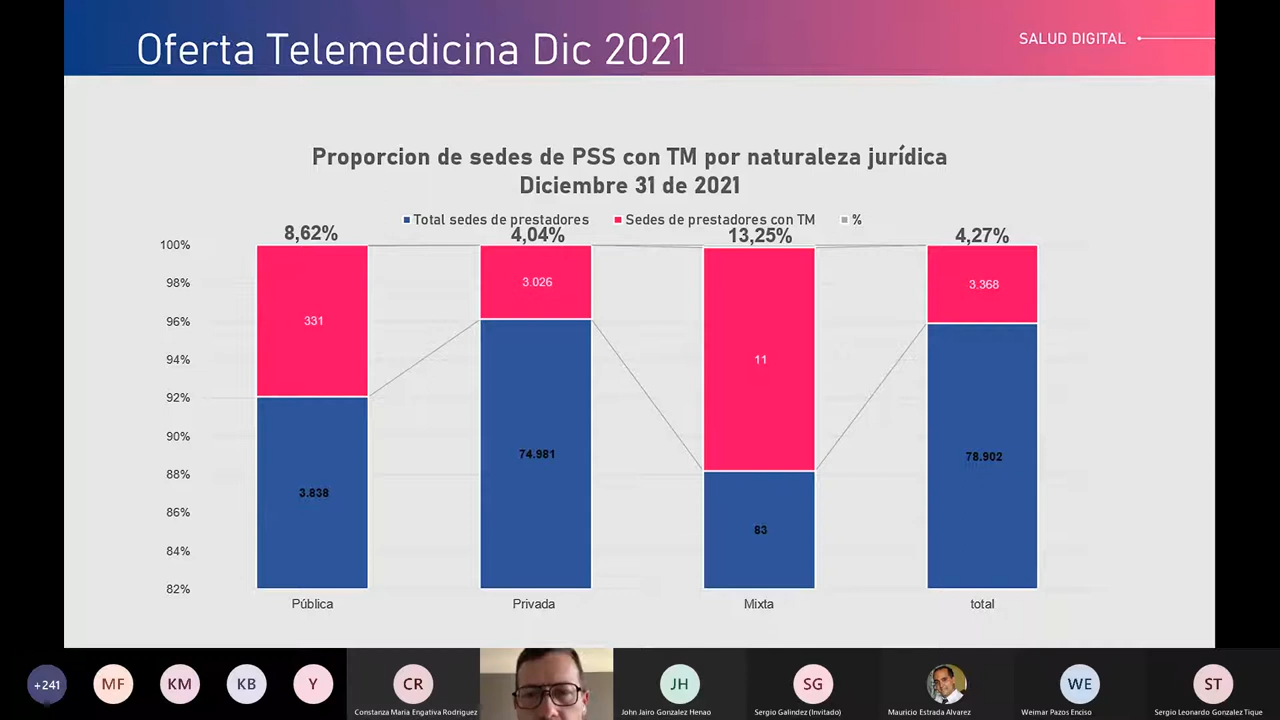 Oferta Telemedicina Dic 2021
SALUD DIGITAL
Proporcion de sedes de PSS con TM por naturaleza jurídica
Diciembre 31 de 2021
Total sedes de prestadores Sedes de prestadores con TM %
8,62% 4,04% 13,25% 4,27%
100%
98%
96%
94%
92%
90%
88%
86%
84%
82%
331 3.026 11 3.368
3.838 74.981 83 78.902
Pública Privada Mixta total
+241 MF KM KB Y CR JH SG WE ST
Constanza Maria Engativa Rodriguez John Jairo Gonzalez Henao Sergio Galindez (Invitado) Mauricio Estrada Alvarez Weimar Pazos Enciso Sergio Leonardo Gonzalez Tique